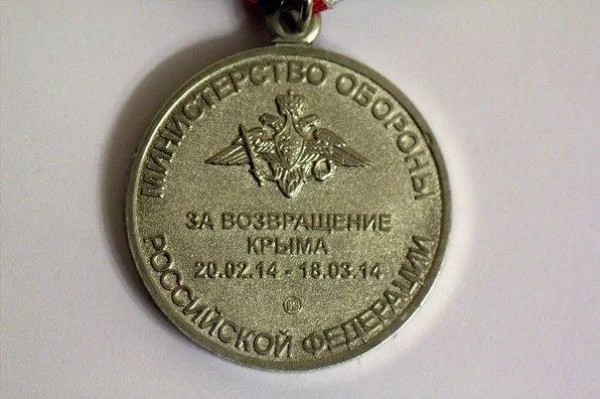 МИНИСТЕРСТВО ОБОРОНЫ
ЗА ВОЗВРАЩЕНИЕ
КРЫМА
20.02.14 - 18.03.14
РОССИЙСКОЙ ФЕДЕРАЦИИ